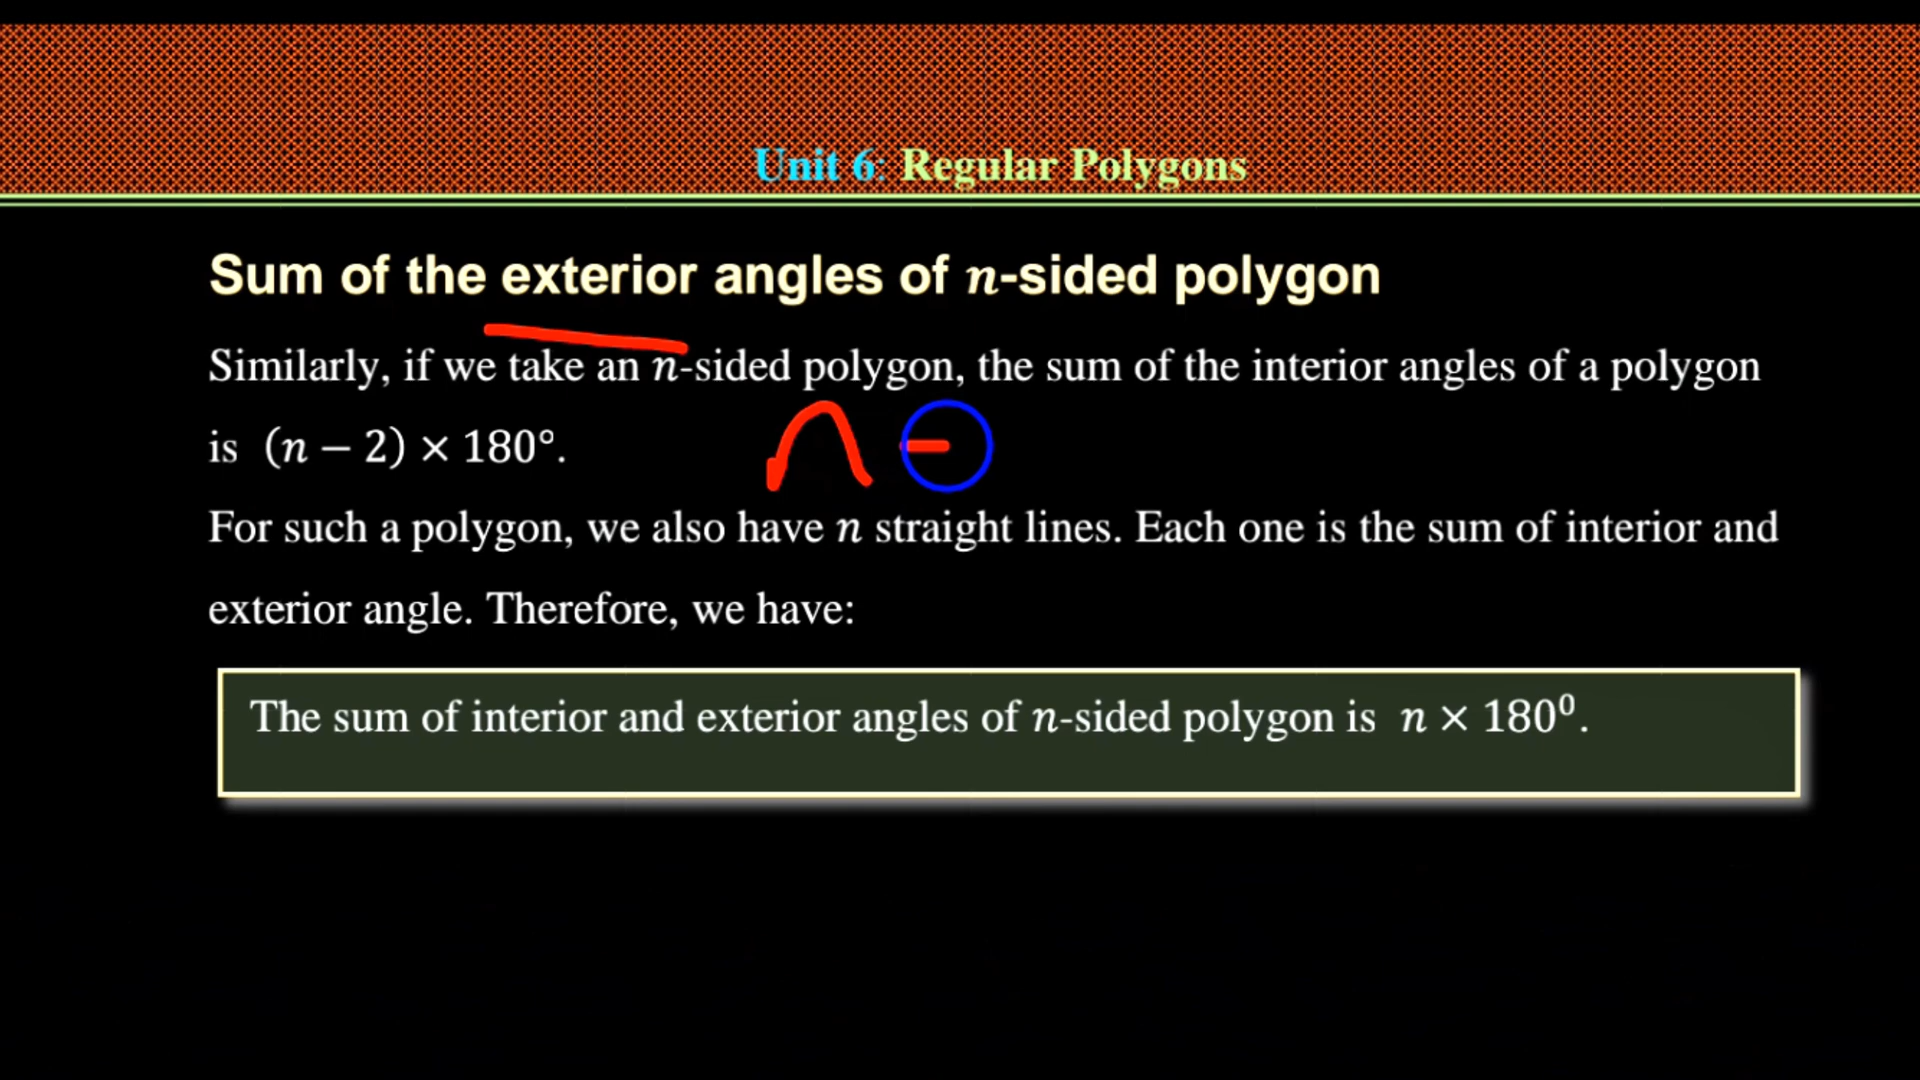 Unit 6: Regular Polygons
Sum of the exterior angles of n-sided polygon
Similarly, if we take an n-sided polygon, the sum of the interior angles of a polygon
is (n − 2) × 180°.
n −
For such a polygon, we also have n straight lines. Each one is the sum of interior and
exterior angle. Therefore, we have:
The sum of interior and exterior angles of n-sided polygon is n × 180⁰.